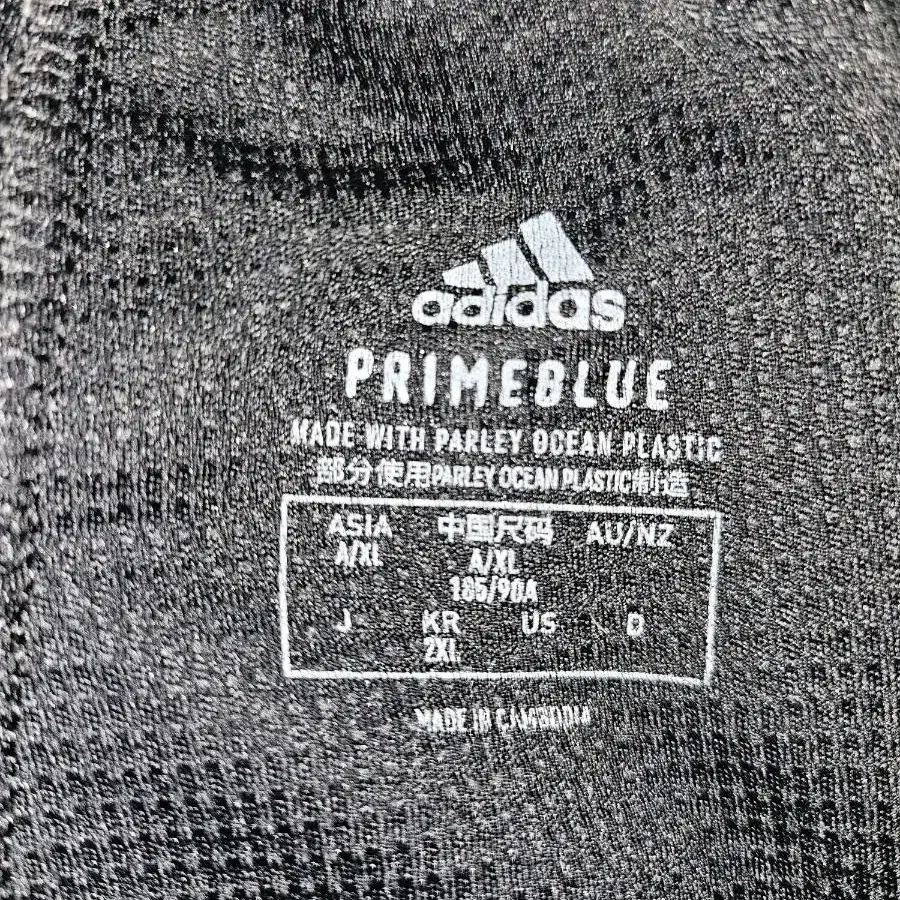 adidas
PRIMEBLUE
MADE WITH PARLEY OCEAN PLASTIC
部分使用PARLEY OCEAN PLASTIC制造
ASIA 中国尺码 AU/NZ
A/XL A/XL
185/90A
J KR US D
2XL
MADE IN CAMBODIA